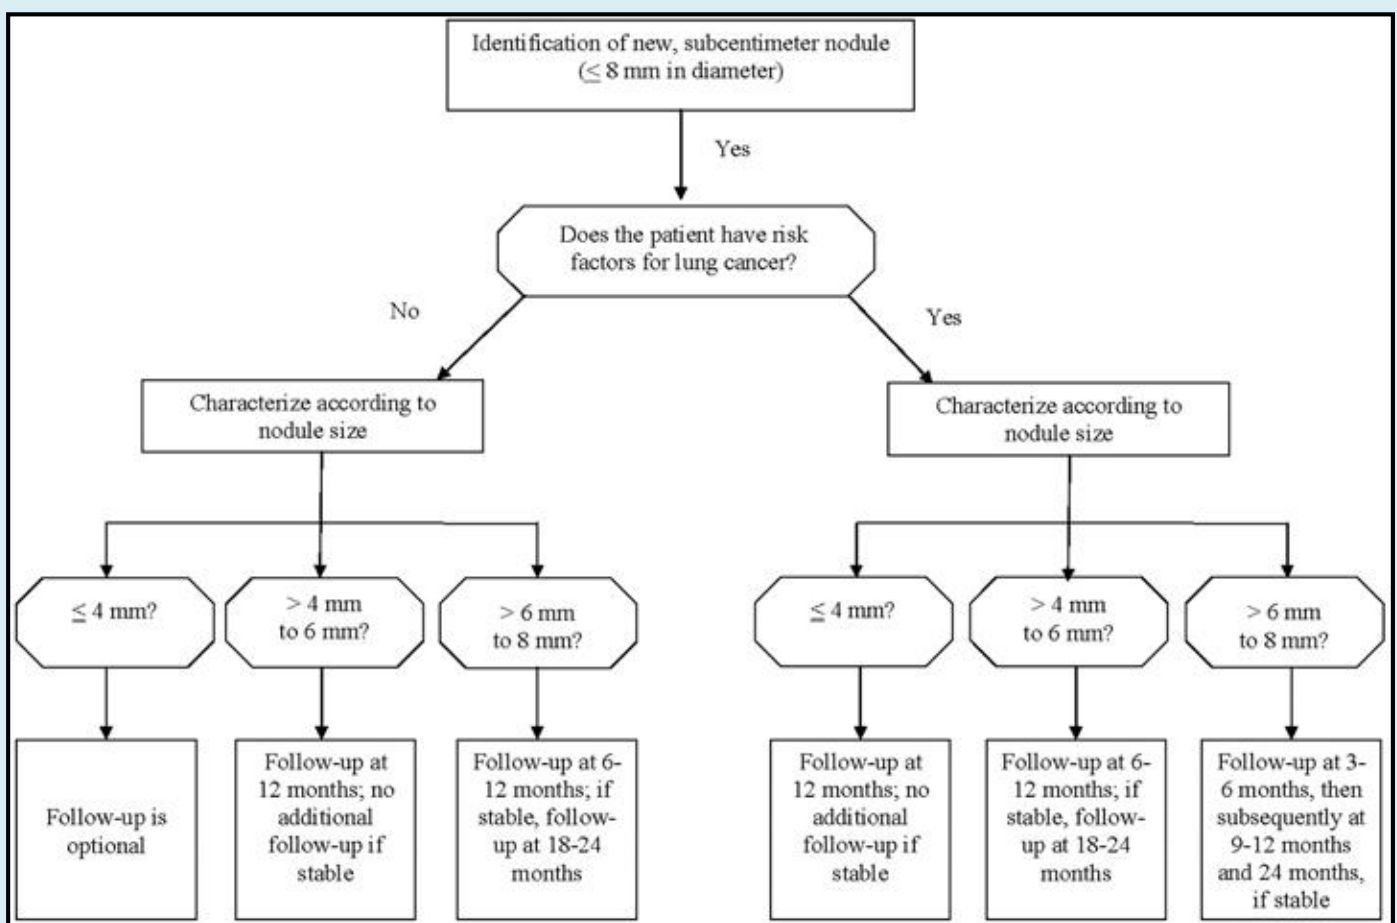 Identification of new, subcentimeter nodule
(≤ 8 mm in diameter)
Yes
Does the patient have risk
factors for lung cancer?
No
Yes
Characterize according to
nodule size
Characterize according to
nodule size
≤ 4 mm?
> 4 mm
to 6 mm?
> 6 mm
to 8 mm?
≤ 4 mm?
> 4 mm
to 6 mm?
> 6 mm
to 8 mm?
Follow-up is
optional
Follow-up at
12 months; no
additional
follow-up if
stable
Follow-up at 6-
12 months; if
stable, follow-
up at 18-24
months
Follow-up at
12 months; no
additional
follow-up if
stable
Follow-up at 6-
12 months; if
stable, follow-
up at 18-24
months
Follow-up at 3-
6 months, then
subsequently at
9-12 months
and 24 months,
if stable